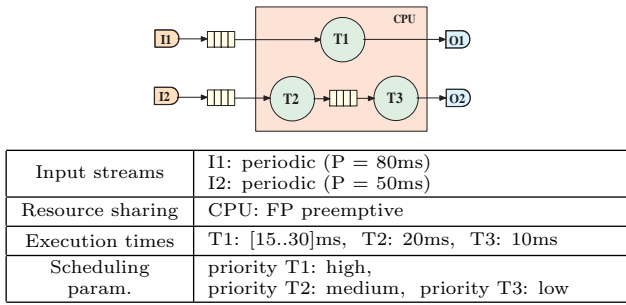 CPU
I1 T1 O1
I2 T2 T3 O2
Input streams
I1: periodic (P = 80ms)
I2: periodic (P = 50ms)
Resource sharing CPU: FP preemptive
Execution times T1: [15..30]ms, T2: 20ms, T3: 10ms
Scheduling param.
priority T1: high,
priority T2: medium, priority T3: low